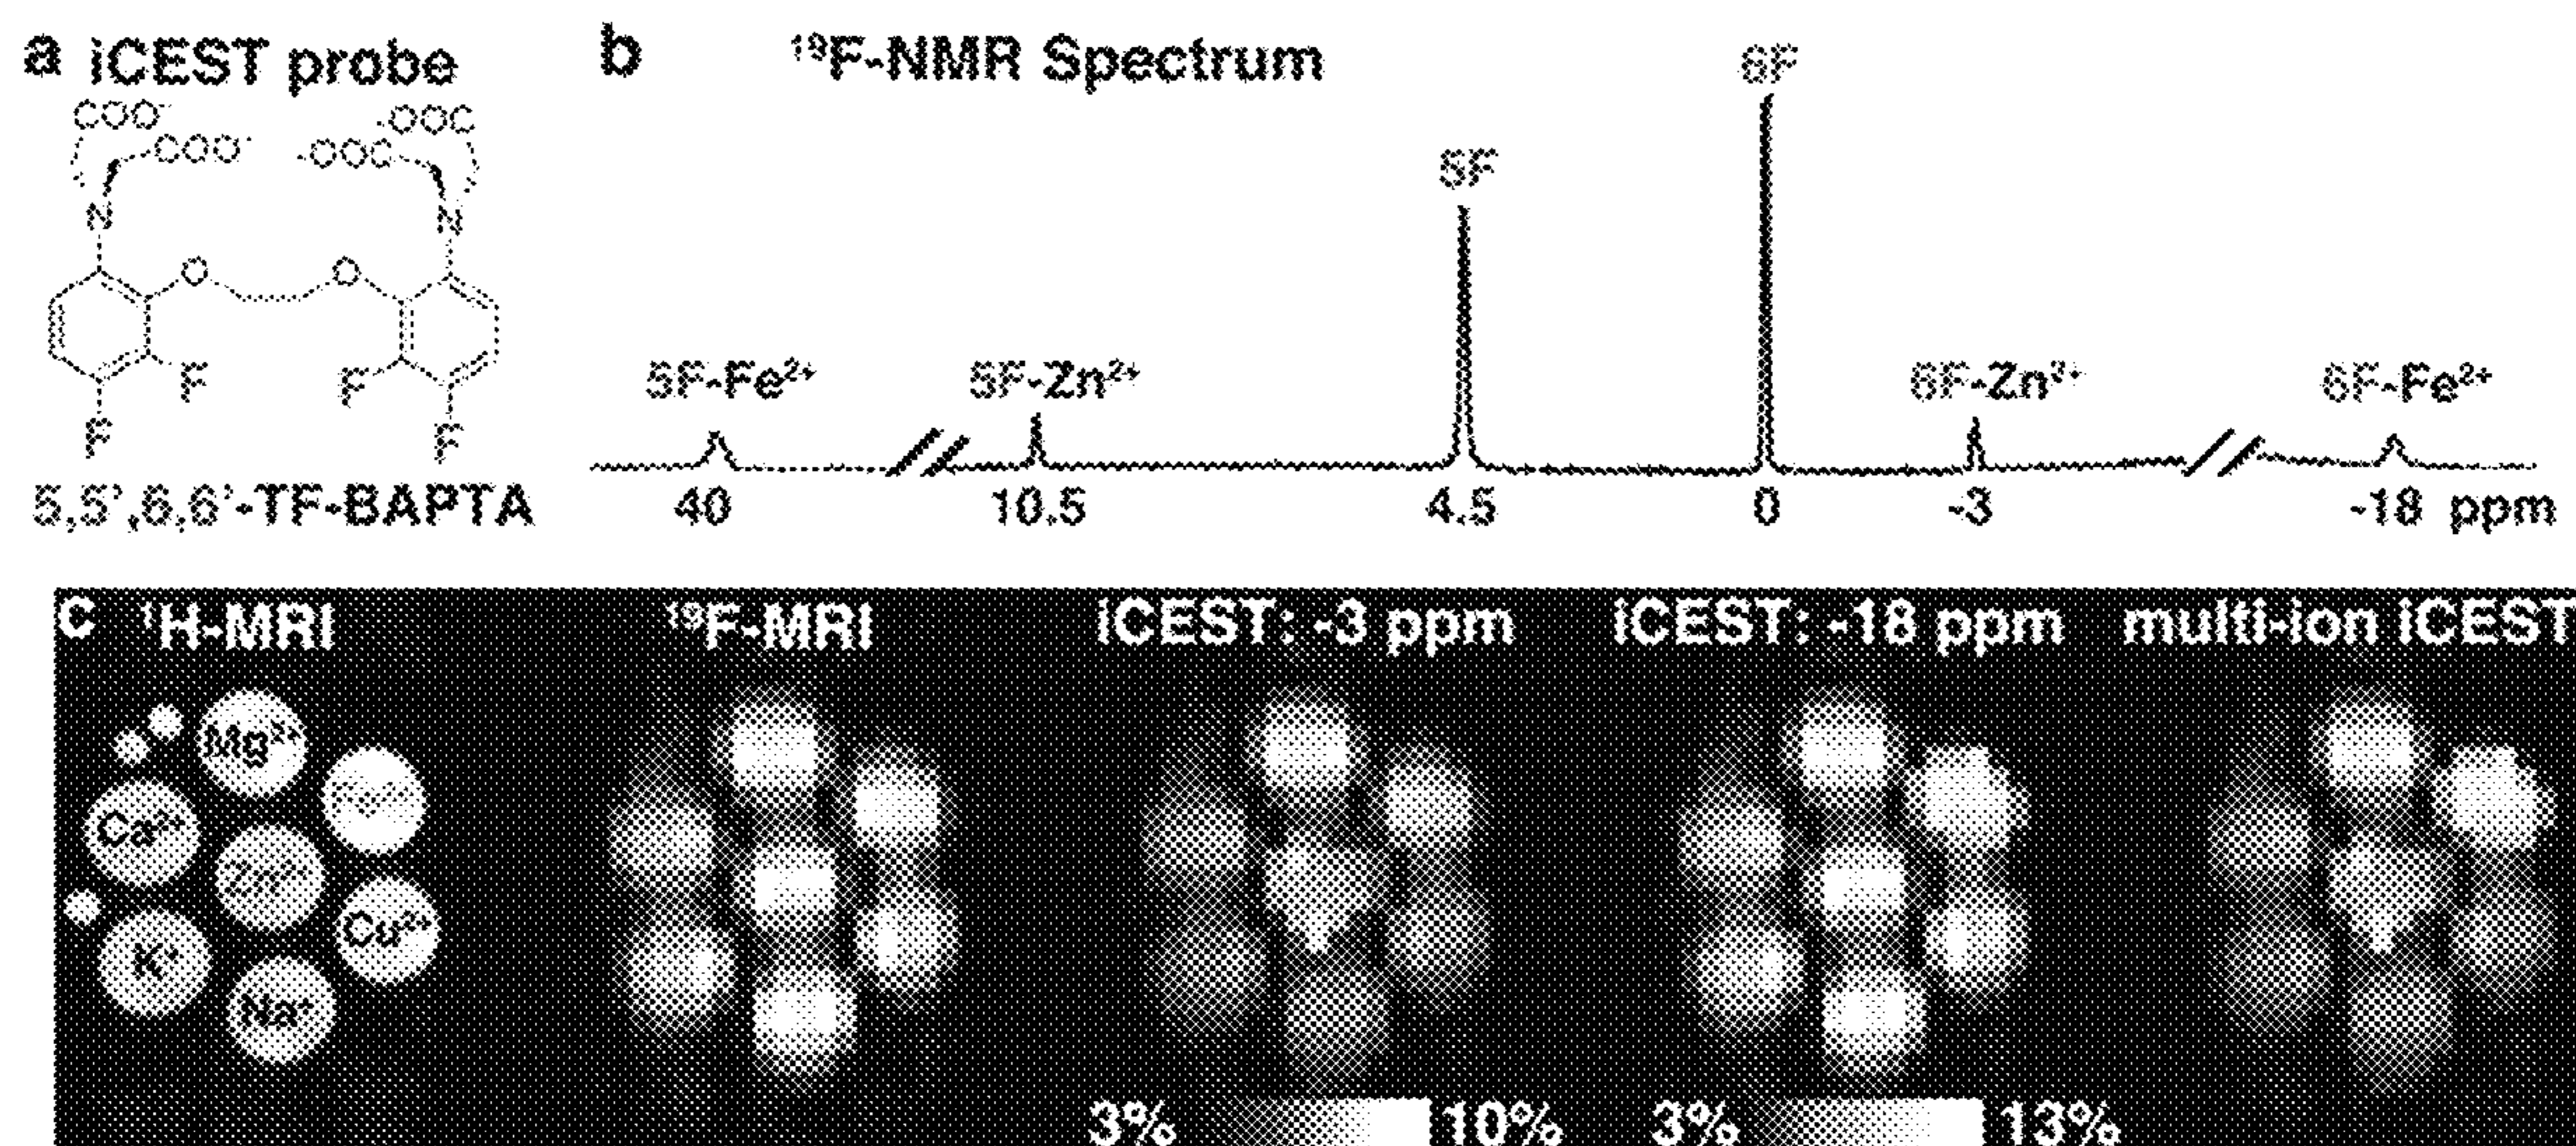 a iCEST probe
COO⁻ -OOC
COO⁻ -OOC
N N
O O
F F
F F
5,5',6,6'-TF-BAPTA
b ¹⁹F-NMR Spectrum
6F
5F
5F-Fe²⁺ 5F-Zn²⁺ 6F-Zn²⁺ 6F-Fe²⁺
40 10.5 4.5 0 -3 -18 ppm
c ¹H-MRI ¹⁹F-MRI iCEST: -3 ppm iCEST: -18 ppm multi-ion iCEST
Mg²⁺
Ca²⁺
Zn²⁺
Cu²⁺
K⁺
Na⁺
3% 10% 3% 13%